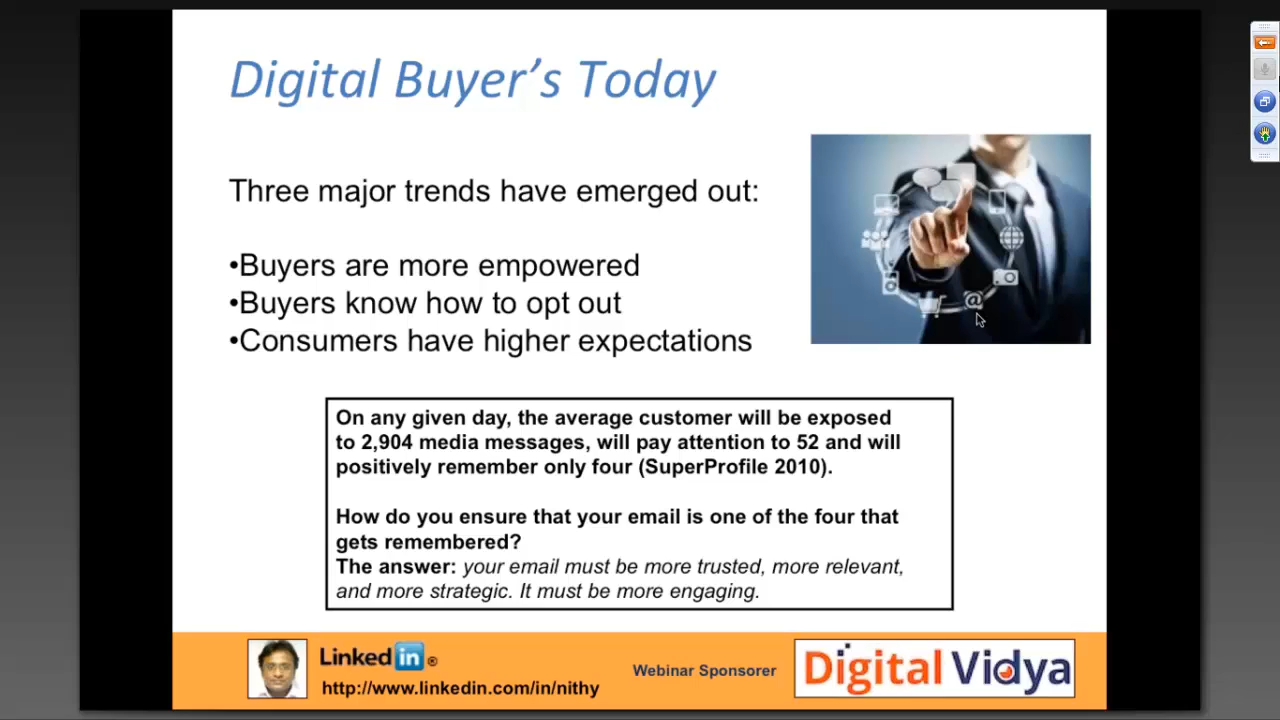 Digital Buyer’s Today
Three major trends have emerged out:
•Buyers are more empowered
•Buyers know how to opt out
•Consumers have higher expectations
On any given day, the average customer will be exposed
to 2,904 media messages, will pay attention to 52 and will
positively remember only four (SuperProfile 2010).
How do you ensure that your email is one of the four that
gets remembered?
The answer: your email must be more trusted, more relevant,
and more strategic. It must be more engaging.
Linked in ®
http://www.linkedin.com/in/nithy
Webinar Sponsorer
Digital Vidya